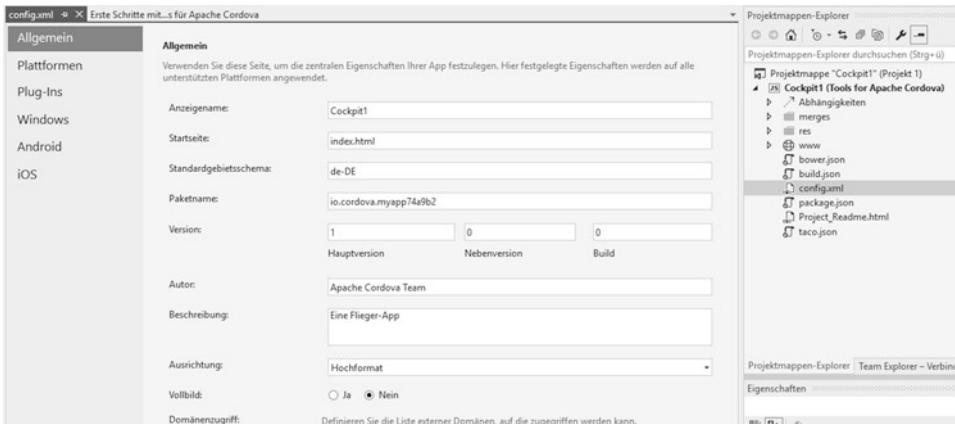 config.xml
Erste Schritte mit...s für Apache Cordova
Allgemein
Plattformen
Plug-Ins
Windows
Android
iOS
Allgemein
Verwenden Sie diese Seite, um die zentralen Eigenschaften Ihrer App festzulegen. Hier festgelegte Eigenschaften werden auf alle
unterstützten Plattformen angewendet.
Anzeigename:
Cockpit1
Startseite:
index.html
Standardgebietsschema:
de-DE
Paketname:
io.cordova.myapp74a9b2
Version:
1
0
0
Hauptversion
Nebenversion
Build
Autor:
Apache Cordova Team
Beschreibung:
Eine Flieger-App
Ausrichtung:
Hochformat
Vollbild:
Ja
Nein
Domänenzugriff:
Definieren Sie die Liste externer Domänen, auf die zugegriffen werden kann.
Projektmappen-Explorer
Projektmappen-Explorer durchsuchen (Strg+ü)
Projektmappe "Cockpit1" (Projekt 1)
JS Cockpit1 (Tools for Apache Cordova)
Abhängigkeiten
merges
res
www
bower.json
build.json
config.xml
package.json
Project_Readme.html
taco.json
Projektmappen-Explorer
Team Explorer – Verbin
Eigenschaften